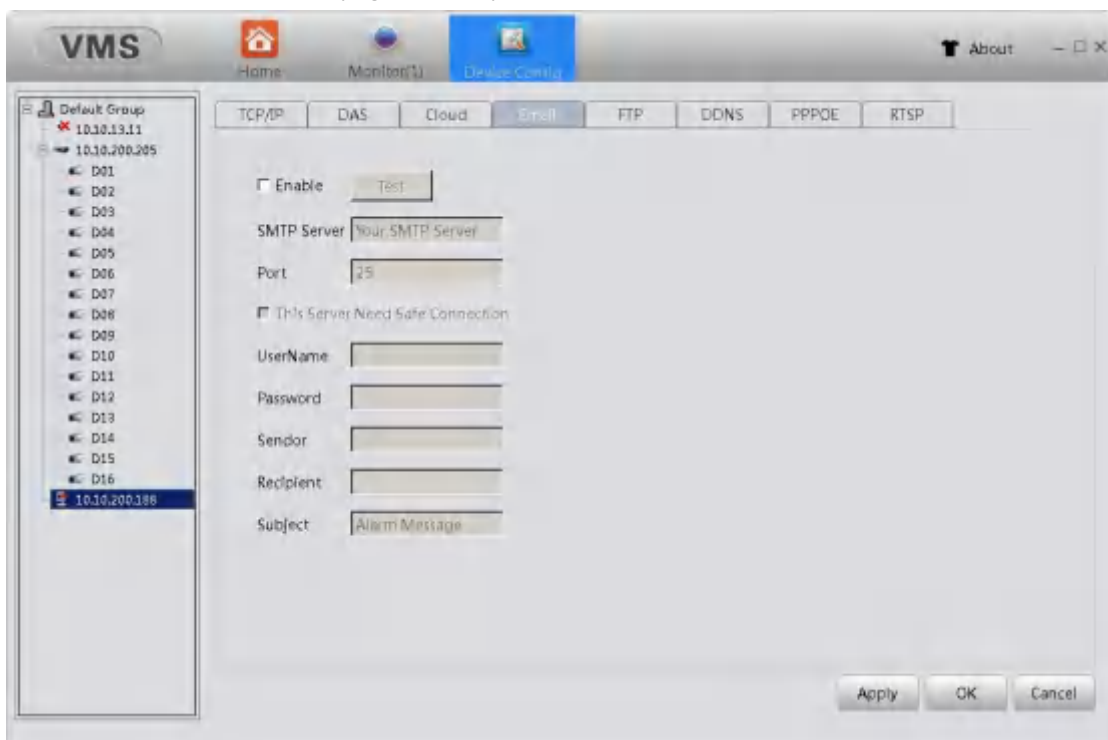 VMS
Home
Monitor(1)
Device Config
About
Default Group
10.10.13.11
10.10.200.205
D01
D02
D03
D04
D05
D06
D07
D08
D09
D10
D11
D12
D13
D14
D15
D16
10.10.200.186
TCP/IP DAS Cloud Email FTP DDNS PPPOE RTSP
Enable Test
SMTP Server Your SMTP Server
Port 25
This Server Need Safe Connection
UserName
Password
Sendor
Recipient
Subject Alarm Message
Apply OK Cancel